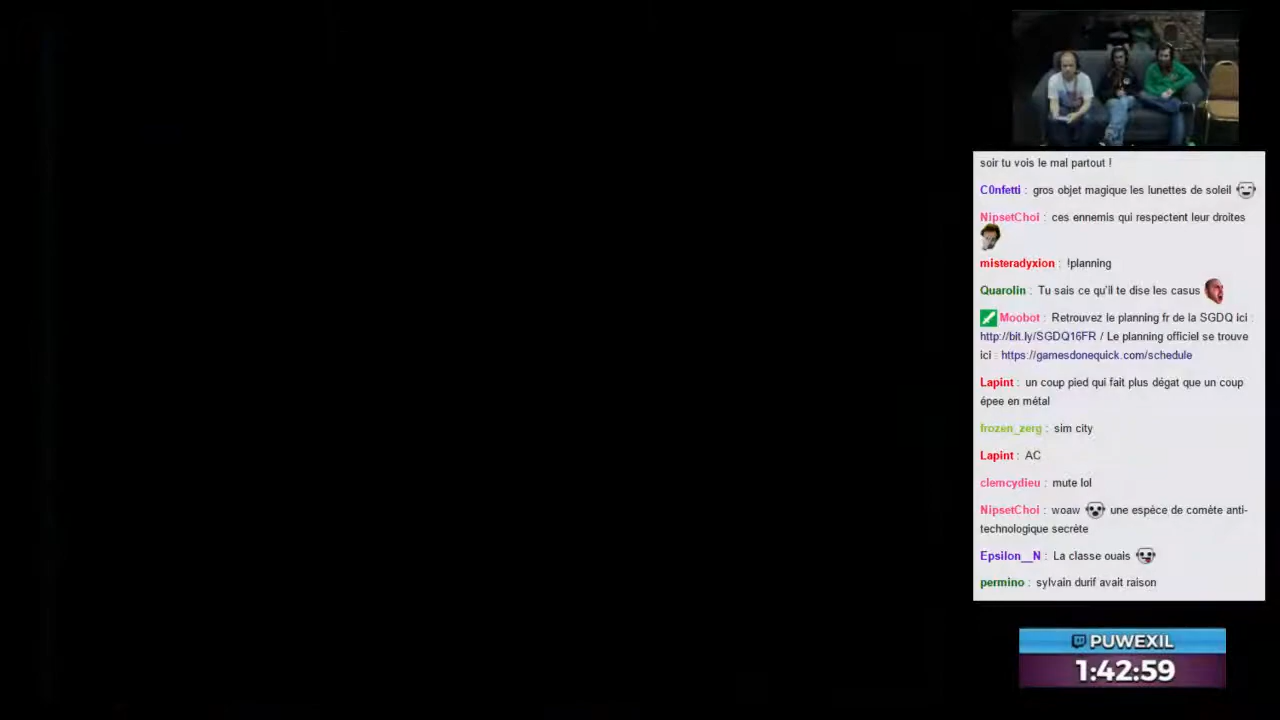 soir tu vois le mal partout !
C0nfetti : gros objet magique les lunettes de soleil
NipsetChoi : ces ennemis qui respectent leur droites
misteradyxion : !planning
Quarolin : Tu sais ce qu'il te dise les casus
Moobot : Retrouvez le planning fr de la SGDQ ici :
http://bit.ly/SGDQ16FR / Le planning officiel se trouve
ici : https://gamesdonequick.com/schedule
Lapint : un coup pied qui fait plus dégat que un coup
épee en métal
frozen_zerg : sim city
Lapint : AC
clemcydieu : mute lol
NipsetChoi : woaw une espèce de comète anti-
technologique secrète
Epsilon__N : La classe ouais
permino : sylvain durif avait raison
PUWEXIL
1:42:59